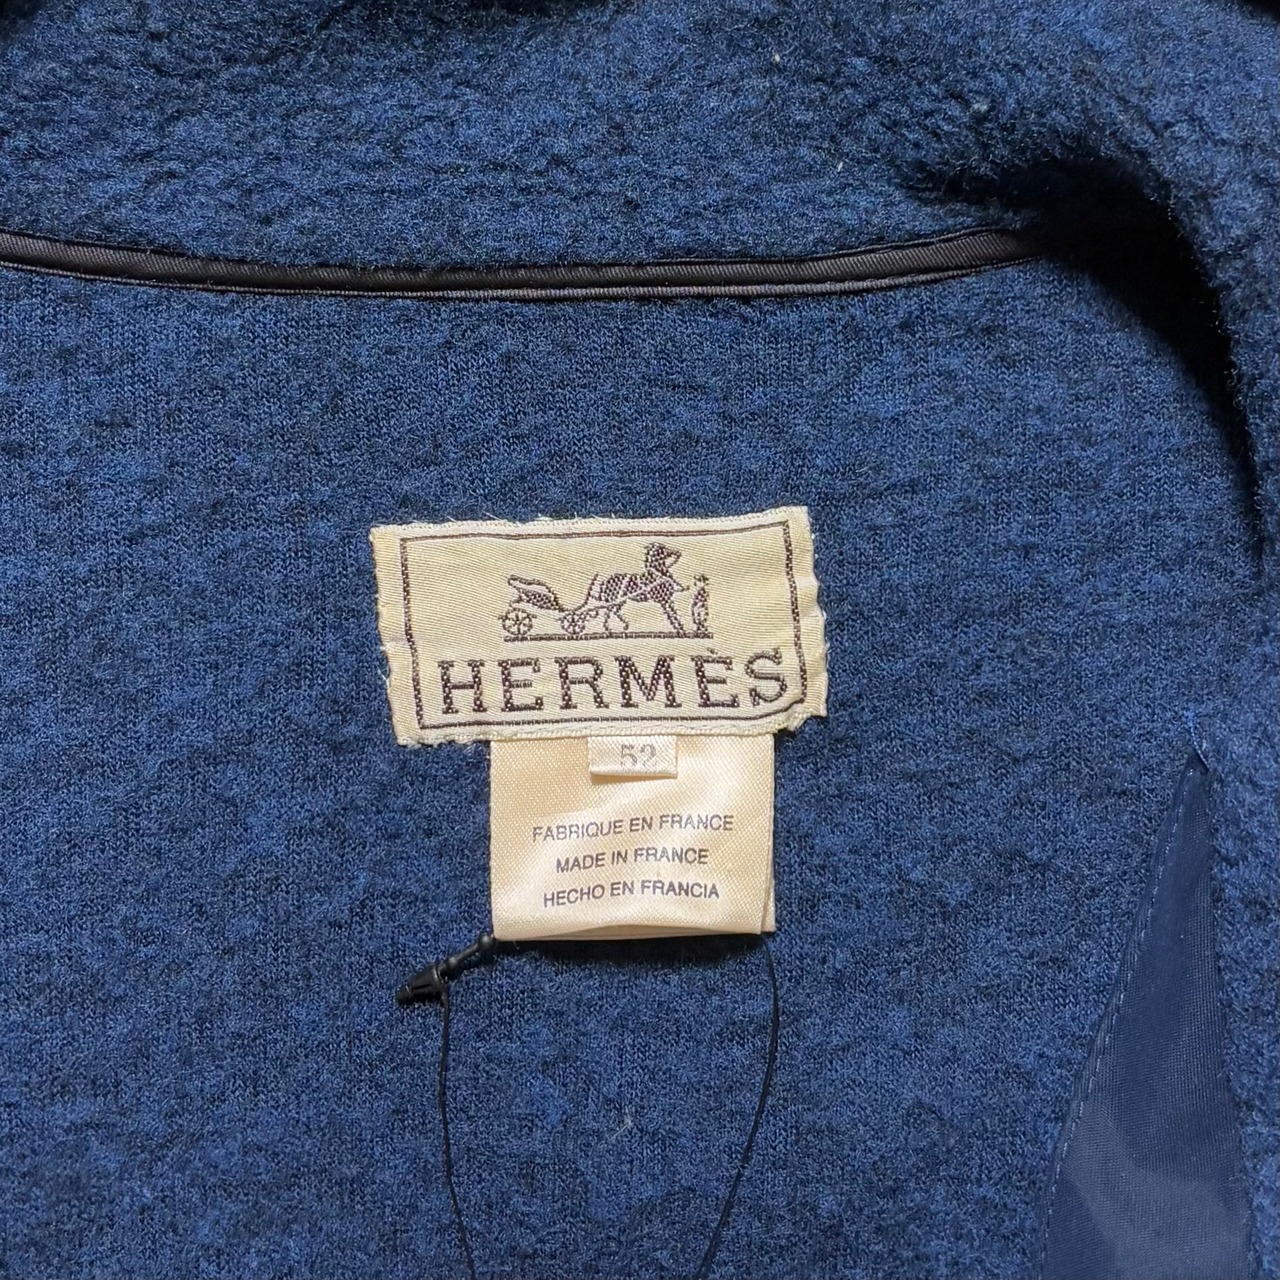 HERMÈS
52
FABRIQUE EN FRANCE
MADE IN FRANCE
HECHO EN FRANCIA